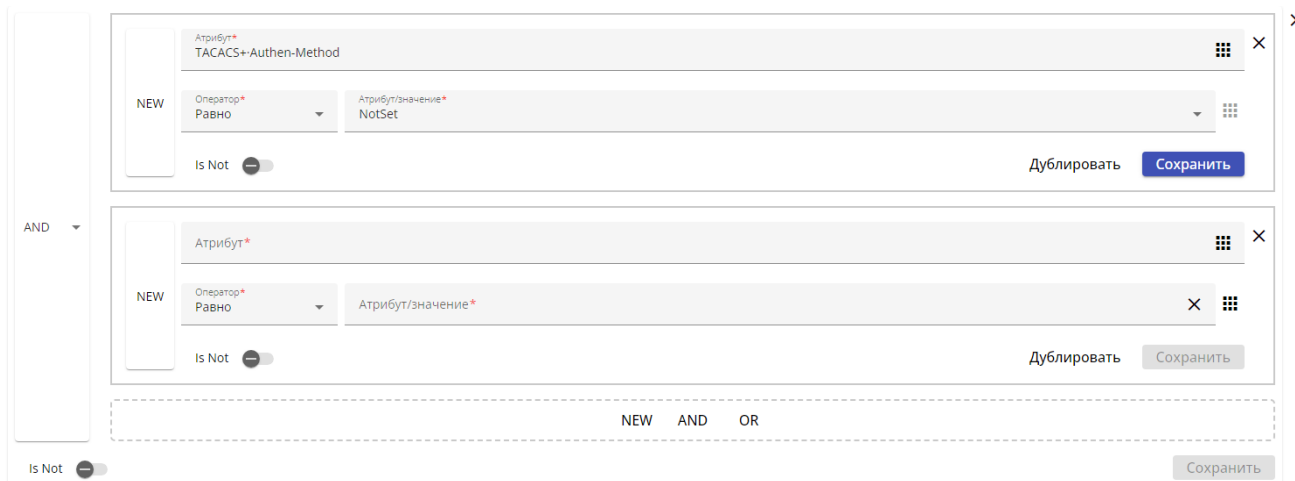 Атрибут*
TACACS+·Authen-Method
NEW
Оператор*
Равно
Атрибут/значение*
NotSet
Is Not
Дублировать
Сохранить
AND
Атрибут*
NEW
Оператор*
Равно
Атрибут/значение*
Is Not
Дублировать
Сохранить
NEW AND OR
Is Not
Сохранить